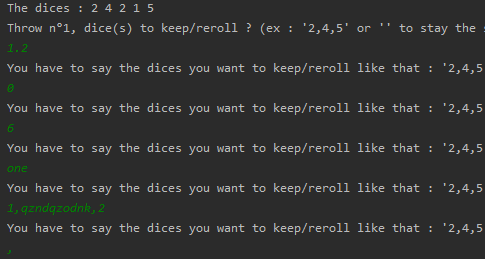 The dices : 2 4 2 1 5
Throw n°1, dice(s) to keep/reroll ? (ex : '2,4,5' or '' to stay the
1.2
You have to say the dices you want to keep/reroll like that : '2,4,5
0
You have to say the dices you want to keep/reroll like that : '2,4,5
6
You have to say the dices you want to keep/reroll like that : '2,4,5
one
You have to say the dices you want to keep/reroll like that : '2,4,5
1,qzndqzodnk,2
You have to say the dices you want to keep/reroll like that : '2,4,5
,